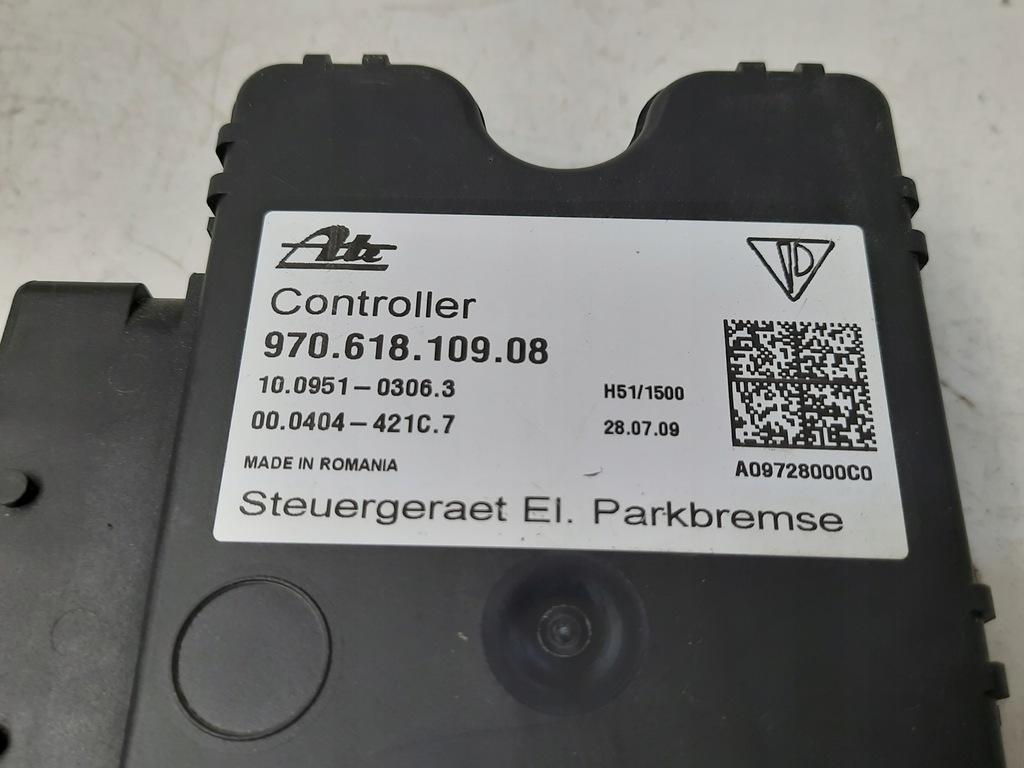 Ate
Controller
970.618.109.08
10.0951-0306.3
H51/1500
00.0404-421C.7
28.07.09
MADE IN ROMANIA
A09728000C0
Steuergeraet El. Parkbremse